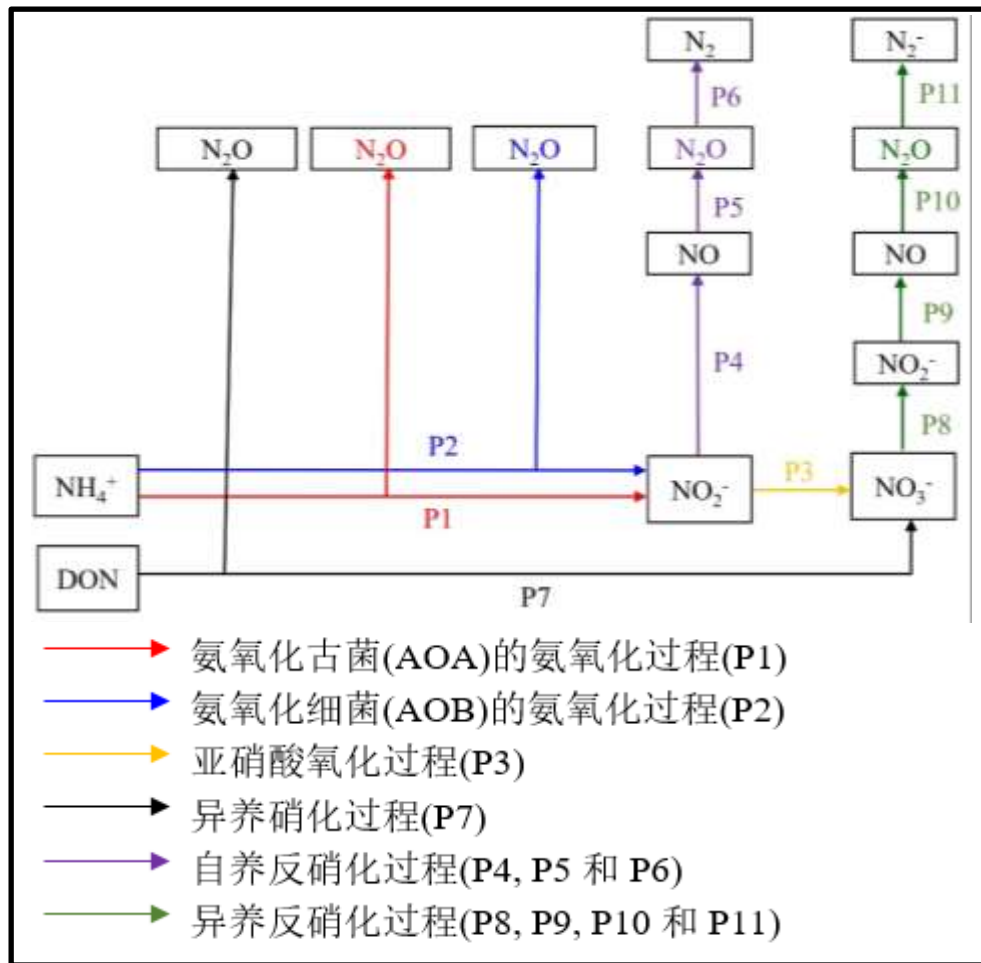 N₂ N₂⁻
P6 P11
N₂O N₂O N₂O N₂O N₂O
P5 P10
NO NO
P9
P4 NO₂⁻
P2 P8
NH₄⁺ NO₂⁻ P3 NO₃⁻
P1
DON
P7
氨氧化古菌(AOA)的氨氧化过程(P1)
氨氧化细菌(AOB)的氨氧化过程(P2)
亚硝酸氧化过程(P3)
异养硝化过程(P7)
自养反硝化过程(P4, P5 和 P6)
异养反硝化过程(P8, P9, P10 和 P11)